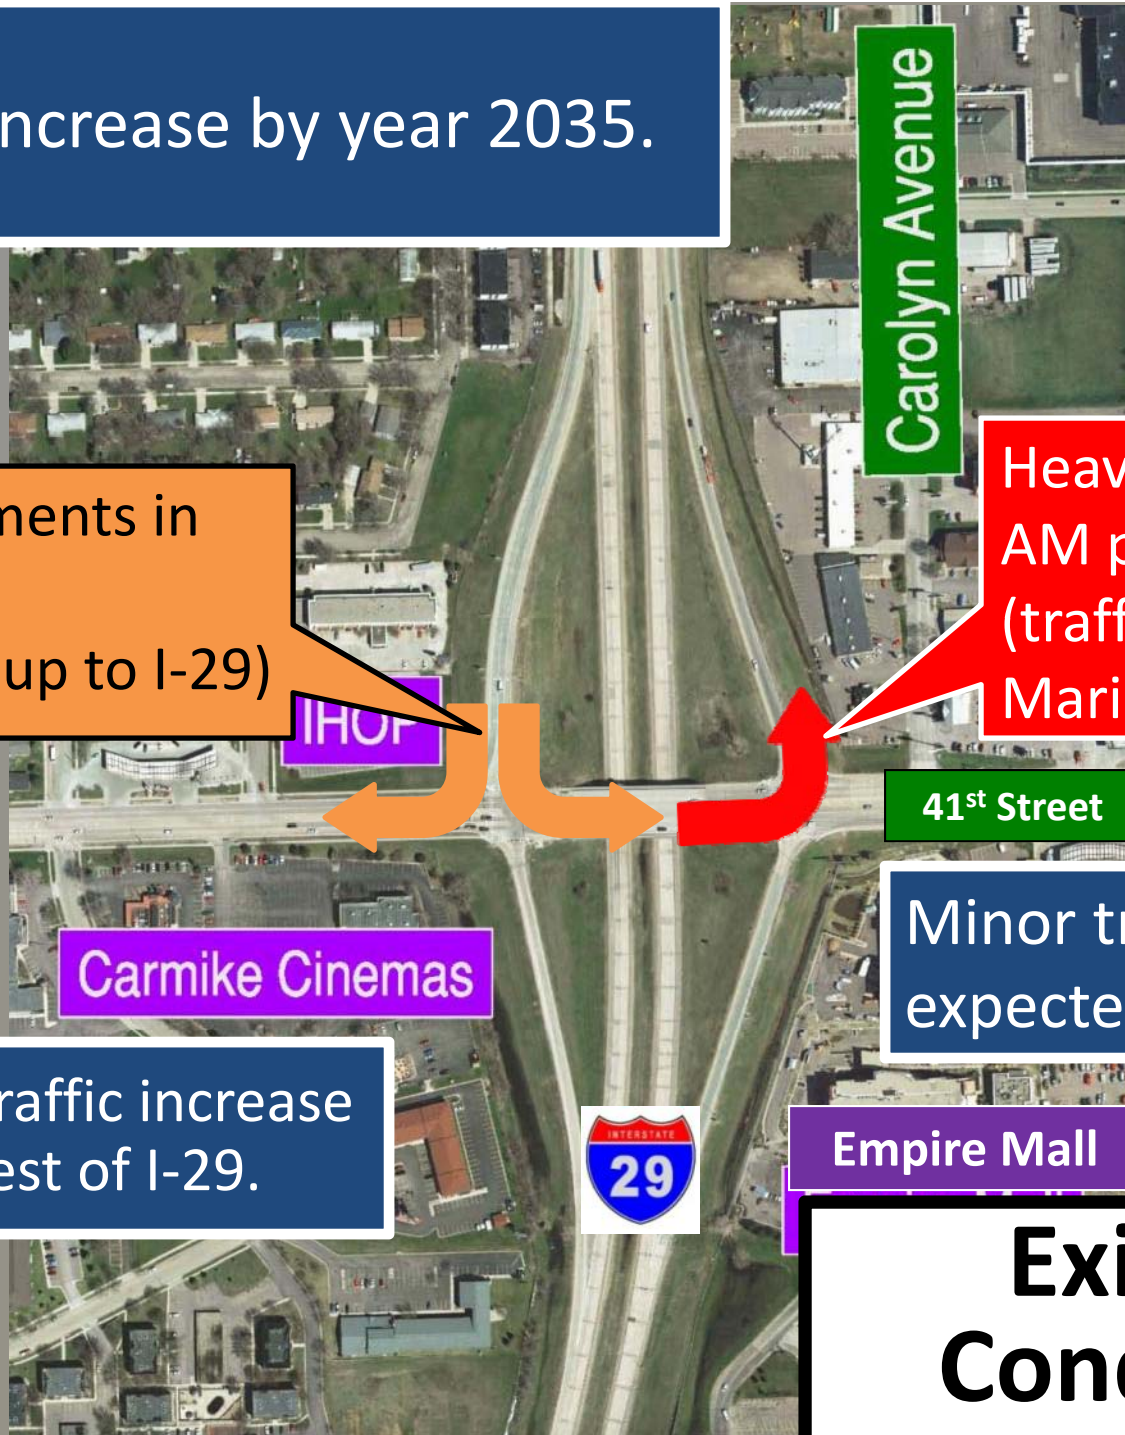 ncrease by year 2035.
Carolyn Avenue
ments in
up to I-29)
Heav
AM p
(traff
Mari
IHOP
41st Street
Minor tr
expecte
Carmike Cinemas
raffic increase
est of I-29.
INTERSTATE
29
Empire Mall
Exi
Conc